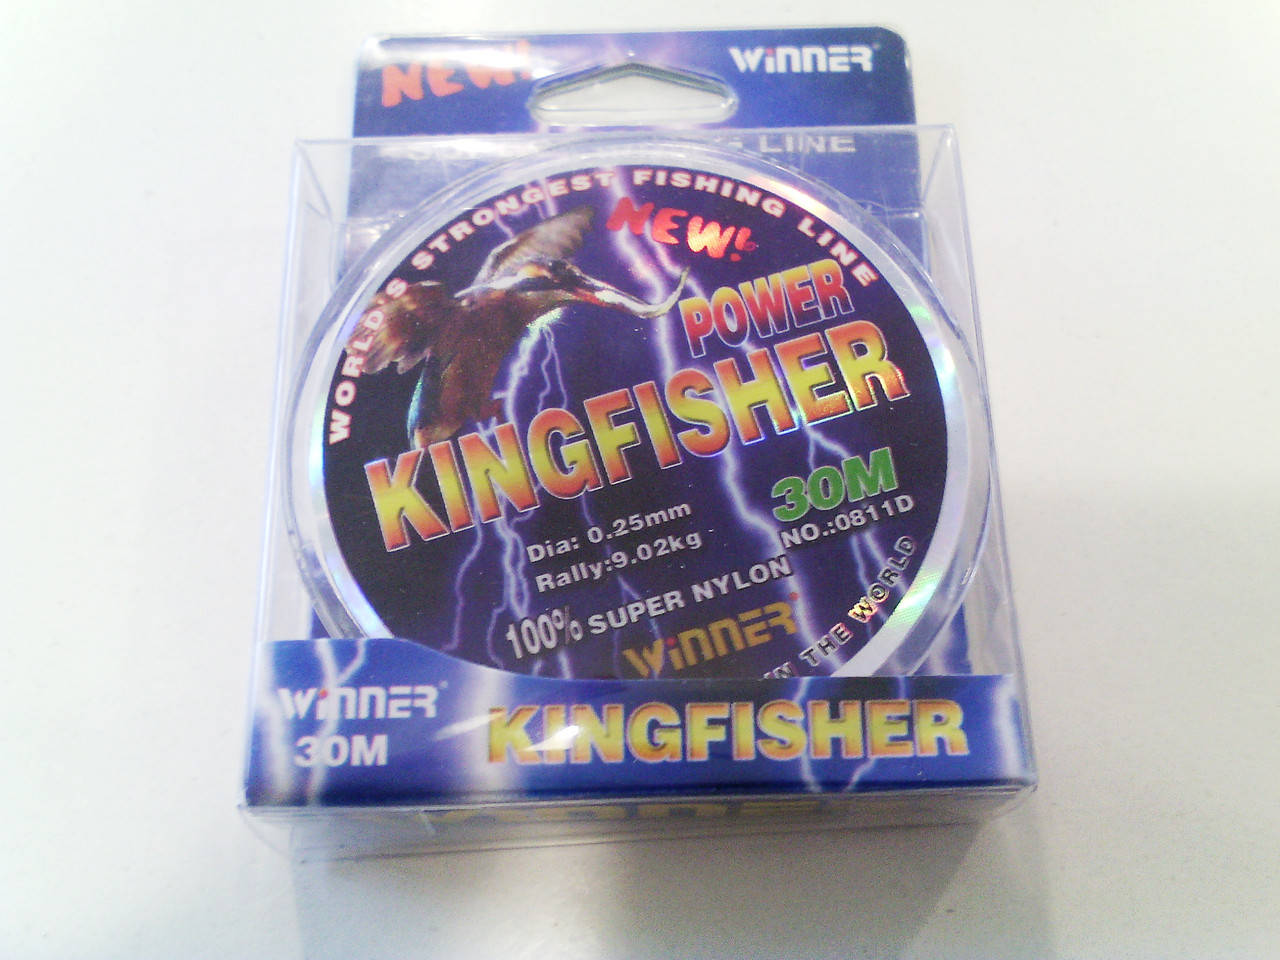 NEW!
WINNER
LINE
WORLD'S STRONGEST FISHING LINE
NEW!
POWER
KINGFISHER
30M
NO.:0811D
Dia: 0.25mm
Rally:9.02kg
100% SUPER NYLON
WINNER
IN THE WORLD
WINNER
30M
KINGFISHER